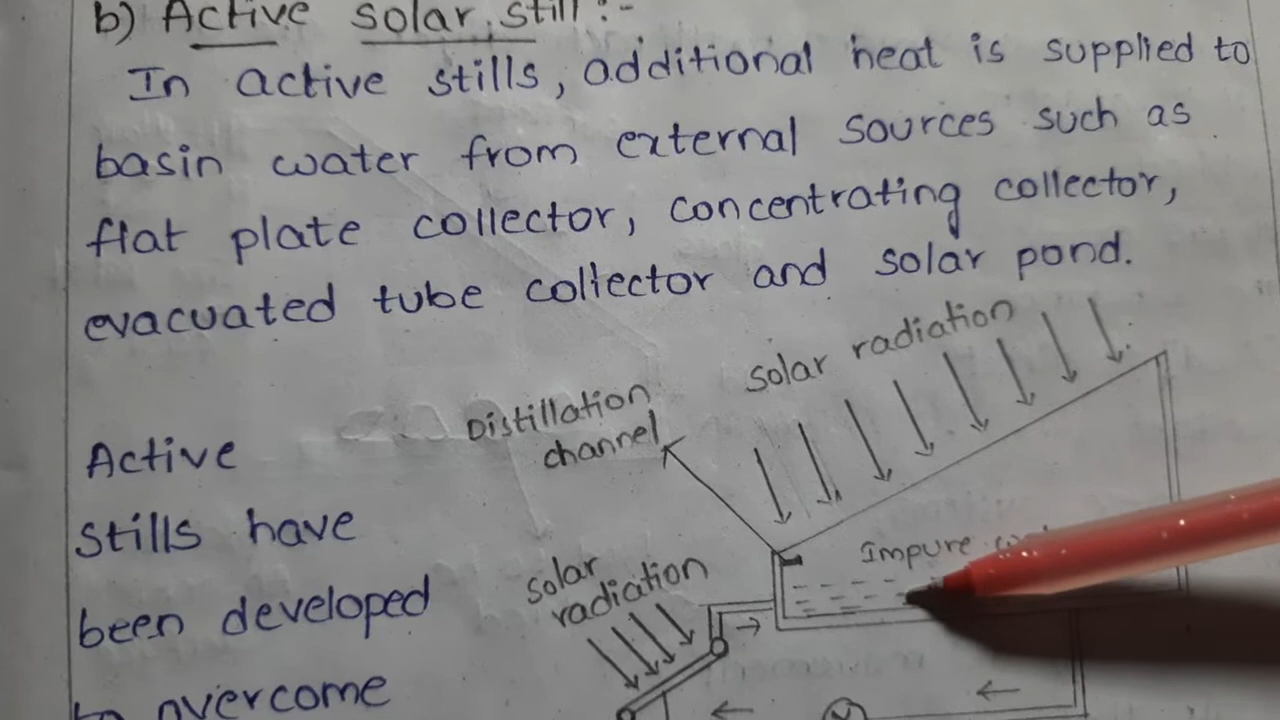 b) Active solar still :-
In active stills, additional heat is supplied to
basin water from external sources such as
flat plate collector, concentrating collector,
evacuated tube collector and solar pond.
solar radiation
Distillation
channel
Active
stills have
been developed
to overcome
Impure
solar
radiation